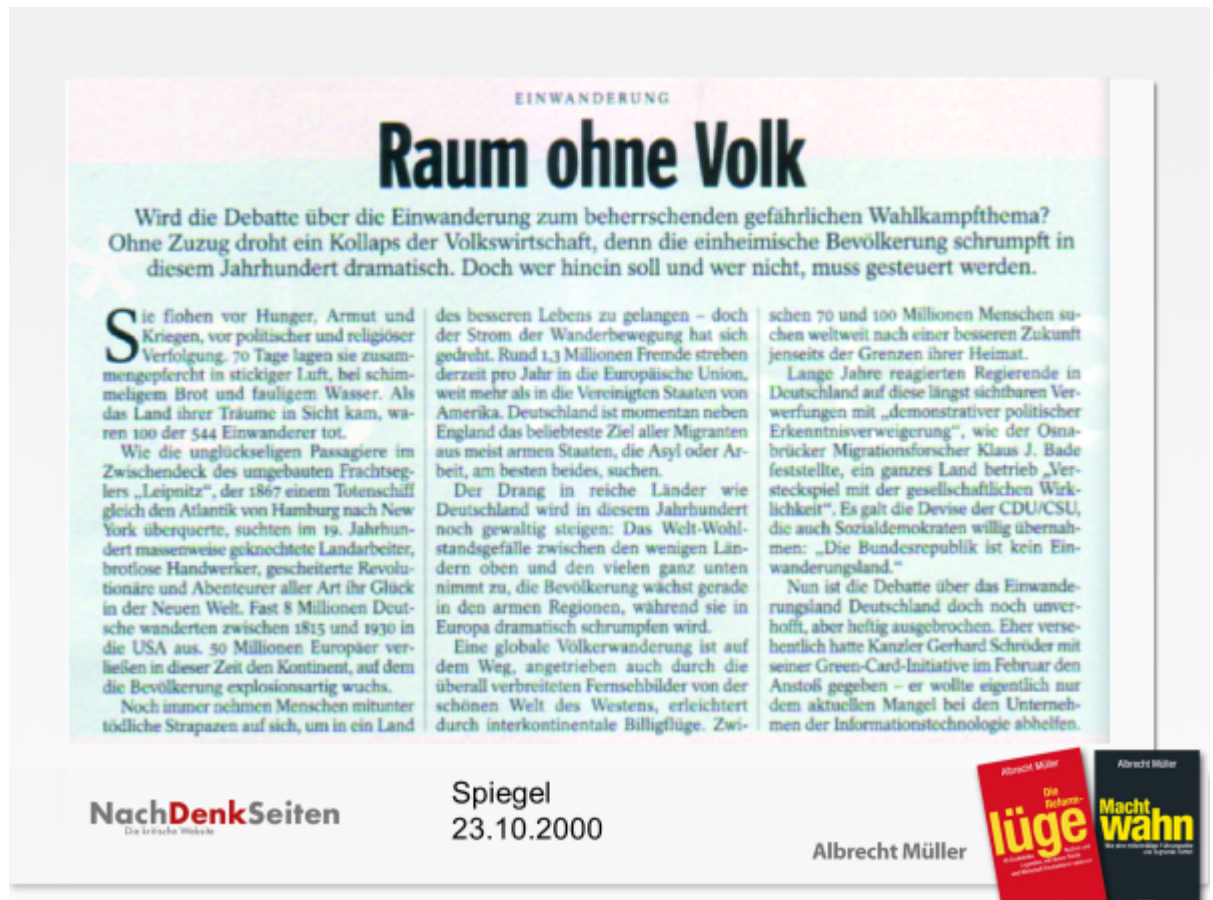 EINWANDERUNG
Raum ohne Volk
Wird die Debatte über die Einwanderung zum beherrschenden gefährlichen Wahlkampfthema?
Ohne Zuzug droht ein Kollaps der Volkswirtschaft, denn die einheimische Bevölkerung schrumpft in
diesem Jahrhundert dramatisch. Doch wer hinein soll und wer nicht, muss gesteuert werden.
Sie flohen vor Hunger, Armut und
Kriegen, vor politischer und religiöser
Verfolgung. 70 Tage lagen sie zusam-
mengepfercht in stickiger Luft, bei schim-
meligem Brot und fauligem Wasser. Als
das Land ihrer Träume in Sicht kam, wa-
ren 100 der 544 Einwanderer tot.
Wie die unglückseligen Passagiere im
Zwischendeck des umgebauten Frachtseg-
lers „Leipnitz“, der 1867 einem Totenschiff
gleich den Atlantik von Hamburg nach New
York überquerte, suchten im 19. Jahrhun-
dert massenweise geknechtete Landarbeiter,
brotlose Handwerker, gescheiterte Revolu-
tionäre und Abenteurer aller Art ihr Glück
in der Neuen Welt. Fast 8 Millionen Deut-
sche wanderten zwischen 1815 und 1930 in
die USA aus. 50 Millionen Europäer ver-
ließen in dieser Zeit den Kontinent, auf dem
die Bevölkerung explosionsartig wuchs.
Noch immer nehmen Menschen mitunter
tödliche Strapazen auf sich, um in ein Land
des besseren Lebens zu gelangen – doch
der Strom der Wanderbewegung hat sich
gedreht. Rund 1,3 Millionen Fremde streben
derzeit pro Jahr in die Europäische Union,
weit mehr als in die Vereinigten Staaten von
Amerika. Deutschland ist momentan neben
England das beliebteste Ziel aller Migranten
aus meist armen Staaten, die Asyl oder Ar-
beit, am besten beides, suchen.
Der Drang in reiche Länder wie
Deutschland wird in diesem Jahrhundert
noch gewaltig steigen: Das Welt-Wohl-
standsgefälle zwischen den wenigen Län-
dern oben und den vielen ganz unten
nimmt zu, die Bevölkerung wächst gerade
in den armen Regionen, während sie in
Europa dramatisch schrumpfen wird.
Eine globale Völkerwanderung ist auf
dem Weg, angetrieben auch durch die
überall verbreiteten Fernsehbilder von der
schönen Welt des Westens, erleichtert
durch interkontinentale Billigflüge. Zwi-
schen 70 und 100 Millionen Menschen su-
chen weltweit nach einer besseren Zukunft
jenseits der Grenzen ihrer Heimat.
Lange Jahre reagierten Regierende in
Deutschland auf diese längst sichtbaren Ver-
werfungen mit „demonstrativer politischer
Erkenntnisverweigerung“, wie der Osna-
brücker Migrationsforscher Klaus J. Bade
feststellte, ein ganzes Land betrieb „Ver-
steckspiel mit der gesellschaftlichen Wirk-
lichkeit“. Es galt die Devise der CDU/CSU,
die auch Sozialdemokraten willig übernah-
men: „Die Bundesrepublik ist kein Ein-
wanderungsland.“
Nun ist die Debatte über das Einwande-
rungsland Deutschland doch noch unver-
hofft, aber heftig ausgebrochen. Eher verse-
hentlich hatte Kanzler Gerhard Schröder mit
seiner Green-Card-Initiative im Februar den
Anstoß gegeben – er wollte eigentlich nur
dem aktuellen Mangel bei den Unterneh-
men der Informationstechnologie abhelfen.
NachDenkSeiten
Die kritische Website
Spiegel
23.10.2000
Albrecht Müller
Albrecht Müller
Die
Reform-
lüge
Albrecht Müller
Macht
wahn